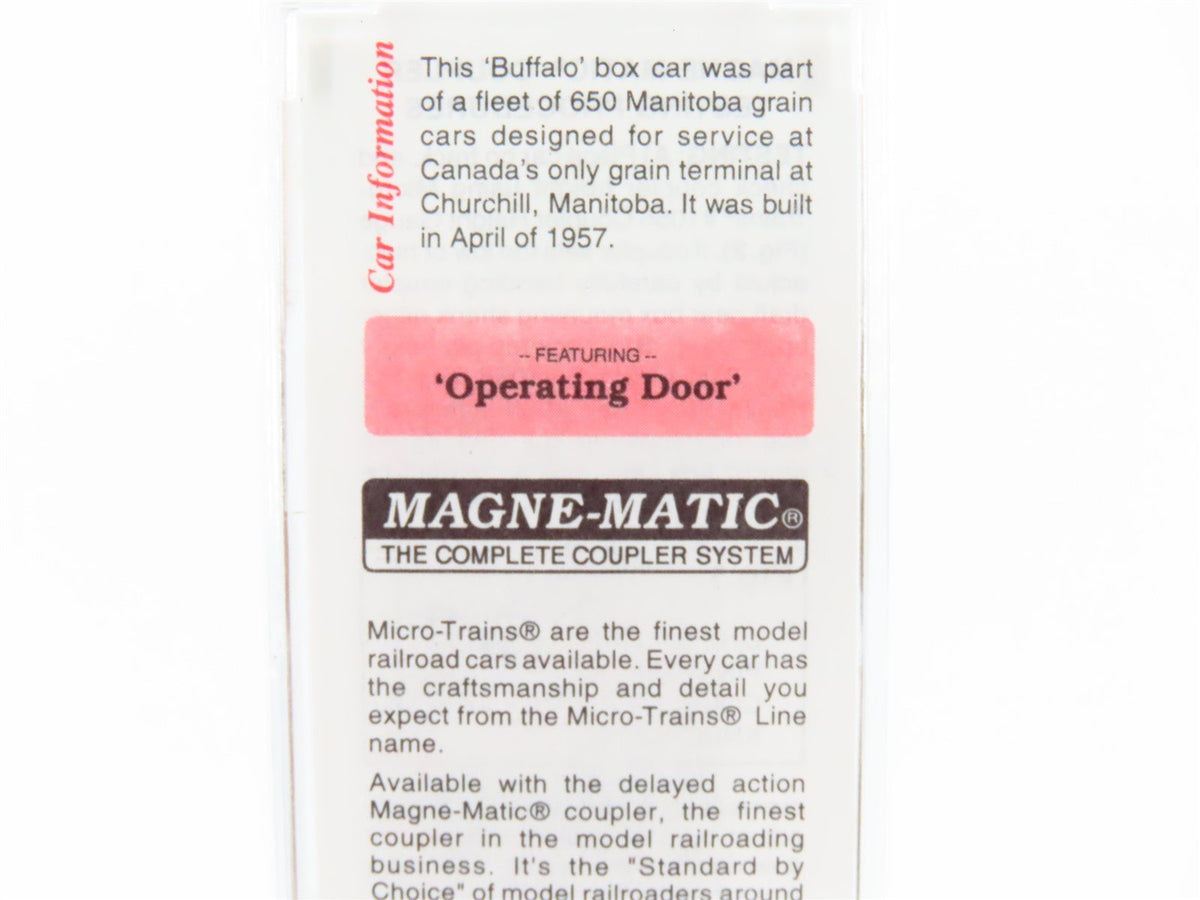 Car Information
This ‘Buffalo’ box car was part
of a fleet of 650 Manitoba grain
cars designed for service at
Canada's only grain terminal at
Churchill, Manitoba. It was built
in April of 1957.
-- FEATURING --
‘Operating Door’
MAGNE-MATIC®
THE COMPLETE COUPLER SYSTEM
Micro-Trains® are the finest model
railroad cars available. Every car has
the craftsmanship and detail you
expect from the Micro-Trains® Line
name.
Available with the delayed action
Magne-Matic® coupler, the finest
coupler in the model railroading
business. It's the "Standard by
Choice" of model railroaders around